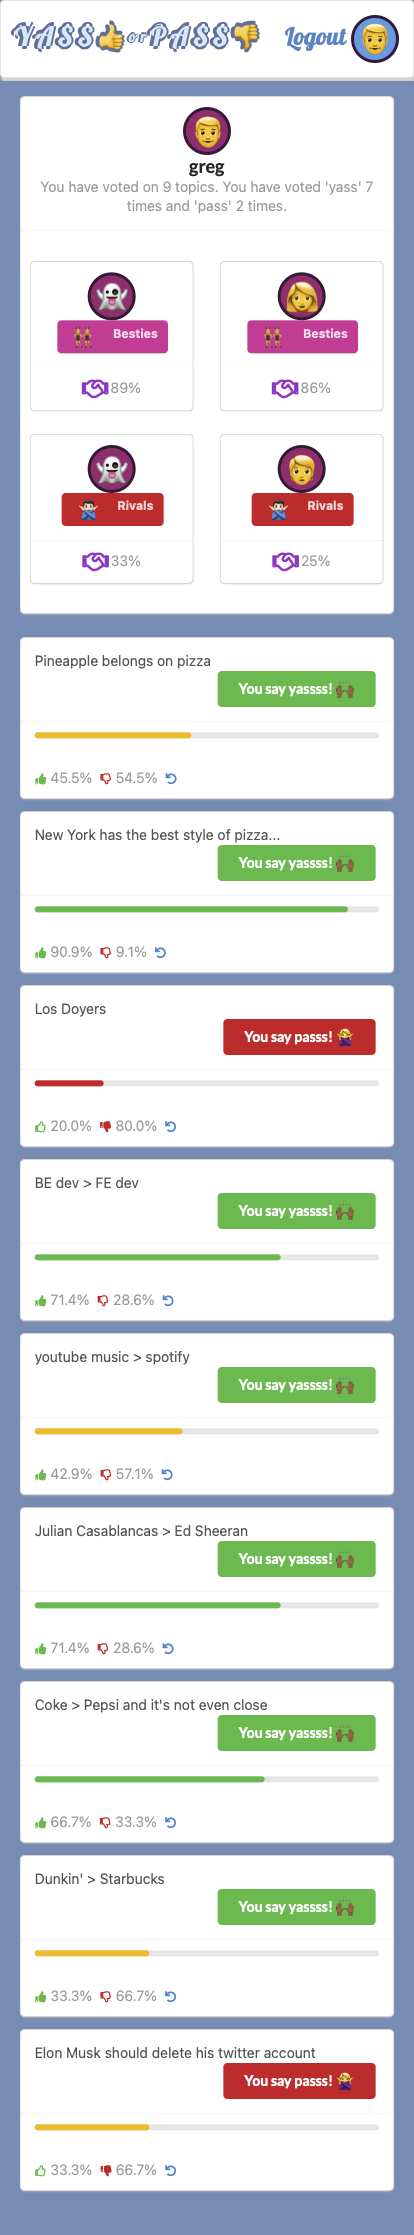 YASS or PASS Logout
greg
You have voted on 9 topics. You have voted 'yass' 7
times and 'pass' 2 times.
Besties
89%
Besties
86%
Rivals
33%
Rivals
25%
Pineapple belongs on pizza
You say yassss!
45.5% 54.5%
New York has the best style of pizza...
You say yassss!
90.9% 9.1%
Los Doyers
You say passs!
20.0% 80.0%
BE dev > FE dev
You say yassss!
71.4% 28.6%
youtube music > spotify
You say yassss!
42.9% 57.1%
Julian Casablancas > Ed Sheeran
You say yassss!
71.4% 28.6%
Coke > Pepsi and it's not even close
You say yassss!
66.7% 33.3%
Dunkin' > Starbucks
You say yassss!
33.3% 66.7%
Elon Musk should delete his twitter account
You say passs!
33.3% 66.7%